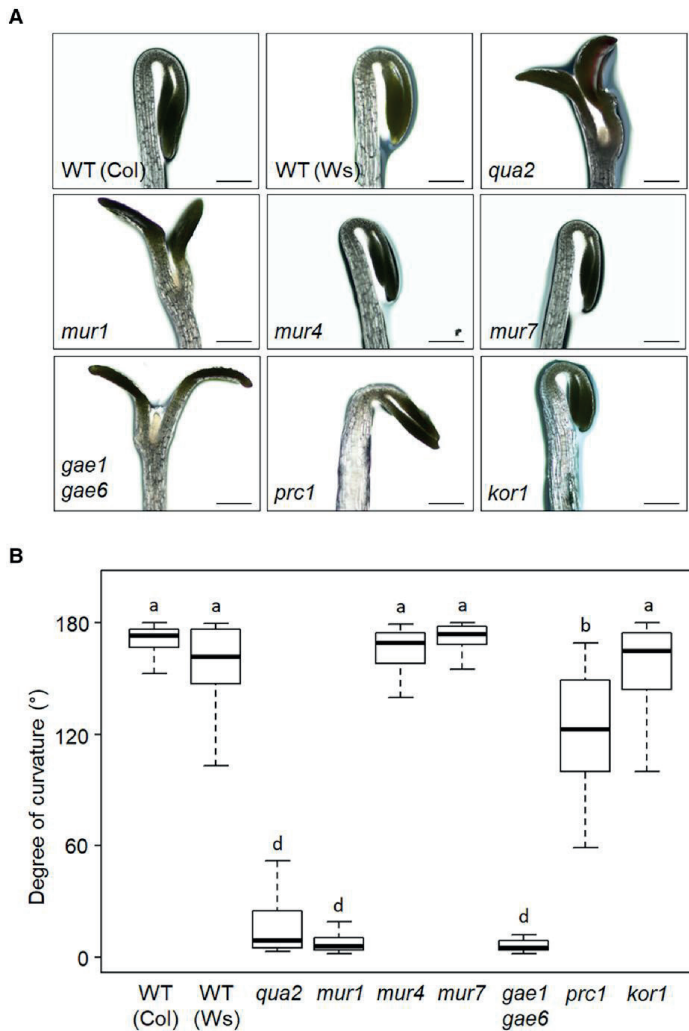 A
WT (Col)
WT (Ws)
qua2
mur1
mur4
mur7
gae1
gae6
prc1
kor1
B
Degree of curvature (°)
180
120
60
0
a
a
d
d
a
a
d
b
a
WT
(Col)
WT
(Ws)
qua2
mur1
mur4
mur7
gae1
gae6
prc1
kor1